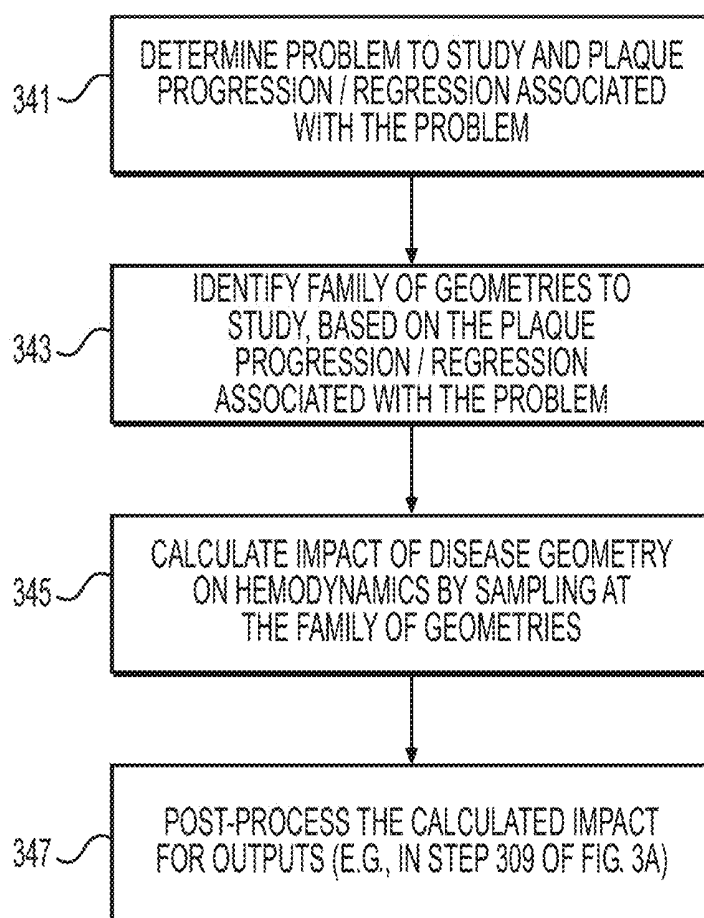 341
DETERMINE PROBLEM TO STUDY AND PLAQUE
PROGRESSION / REGRESSION ASSOCIATED
WITH THE PROBLEM
343
IDENTIFY FAMILY OF GEOMETRIES TO
STUDY, BASED ON THE PLAQUE
PROGRESSION / REGRESSION
ASSOCIATED WITH THE PROBLEM
345
CALCULATE IMPACT OF DISEASE GEOMETRY
ON HEMODYNAMICS BY SAMPLING AT
THE FAMILY OF GEOMETRIES
347
POST-PROCESS THE CALCULATED IMPACT
FOR OUTPUTS (E.G., IN STEP 309 OF FIG. 3A)